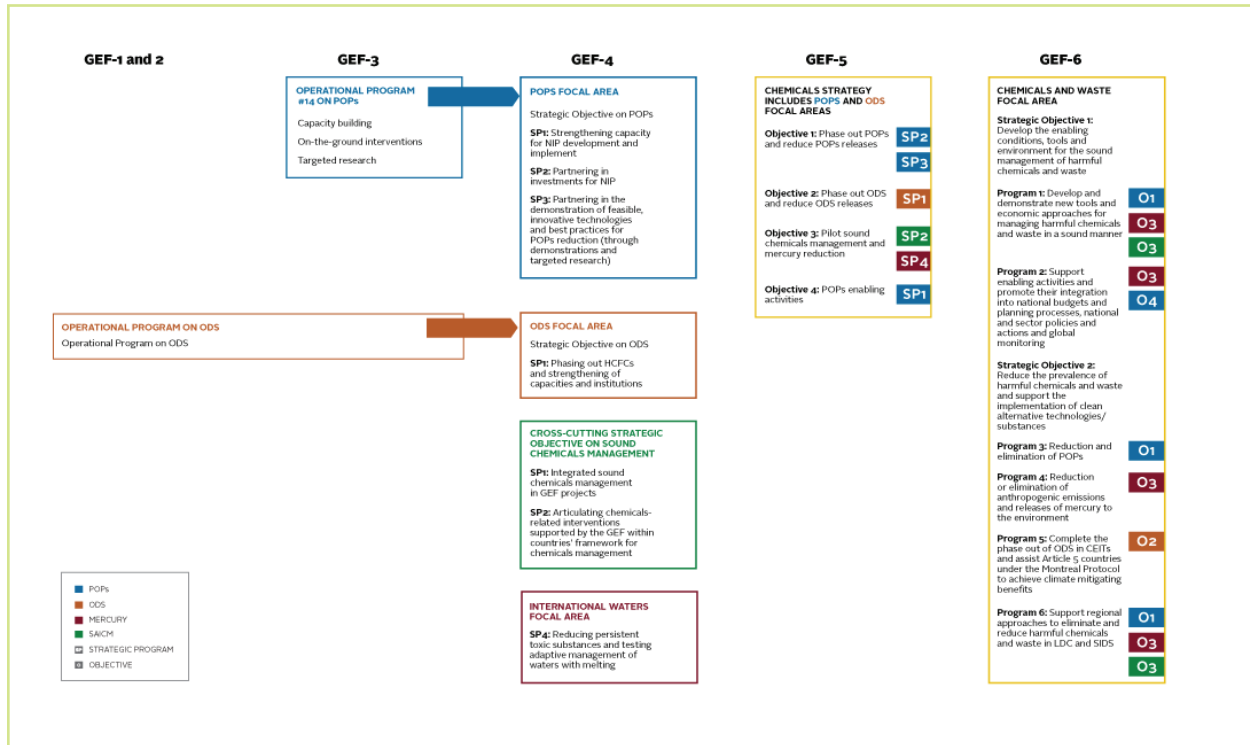 GEF-1 and 2
GEF-3
GEF-4
GEF-5
GEF-6
OPERATIONAL PROGRAM
#14 ON POPs
Capacity building
On-the-ground interventions
Targeted research
OPERATIONAL PROGRAM ON ODS
Operational Program on ODS
POPS FOCAL AREA
Strategic Objective on POPs
SP1: Strengthening capacity
for NIP development and
implement
SP2: Partnering in
investments for NIP
SP3: Partnering in the
demonstration of feasible,
innovative technologies
and best practices for
POPs reduction (through
demonstrations and
targeted research)
ODS FOCAL AREA
Strategic Objective on ODS
SP1: Phasing out HCFCs
and strengthening of
capacities and institutions
CROSS-CUTTING STRATEGIC
OBJECTIVE ON SOUND
CHEMICALS MANAGEMENT
SP1: Integrated sound
chemicals management
in GEF projects
SP2: Articulating chemicals-
related interventions
supported by the GEF within
countries' framework for
chemicals management
INTERNATIONAL WATERS
FOCAL AREA
SP4: Reducing persistent
toxic substances and testing
adaptive management of
waters with melting
CHEMICALS STRATEGY
INCLUDES POPS AND ODS
FOCAL AREAS
Objective 1: Phase out POPs
and reduce POPs releases
SP2
SP3
Objective 2: Phase out ODS
and reduce ODS releases
SP1
Objective 3: Pilot sound
chemicals management and
mercury reduction
SP2
SP4
Objective 4: POPs enabling
activities
SP1
CHEMICALS AND WASTE
FOCAL AREA
Strategic Objective 1:
Develop the enabling
conditions, tools and
environment for the sound
management of harmful
chemicals and waste
Program 1: Develop and
demonstrate new tools and
economic approaches for
managing harmful chemicals
and waste in a sound manner
O1
O3
O3
Program 2: Support
enabling activities and
promote their integration
into national budgets and
planning processes, national
and sector policies and
actions and global
monitoring
O3
O4
Strategic Objective 2:
Reduce the prevalence of
harmful chemicals and waste
and support the
implementation of clean
alternative technologies/
substances
Program 3: Reduction and
elimination of POPs
O1
Program 4: Reduction
or elimination of
anthropogenic emissions
and releases of mercury to
the environment
O3
Program 5: Complete the
phase out of ODS in CEITs
and assist Article 5 countries
under the Montreal Protocol
to achieve climate mitigating
benefits
O2
Program 6: Support regional
approaches to eliminate and
reduce harmful chemicals
and waste in LDC and SIDS
O1
O3
O3
POPs
ODS
MERCURY
SAICM
SP STRATEGIC PROGRAM
O OBJECTIVE